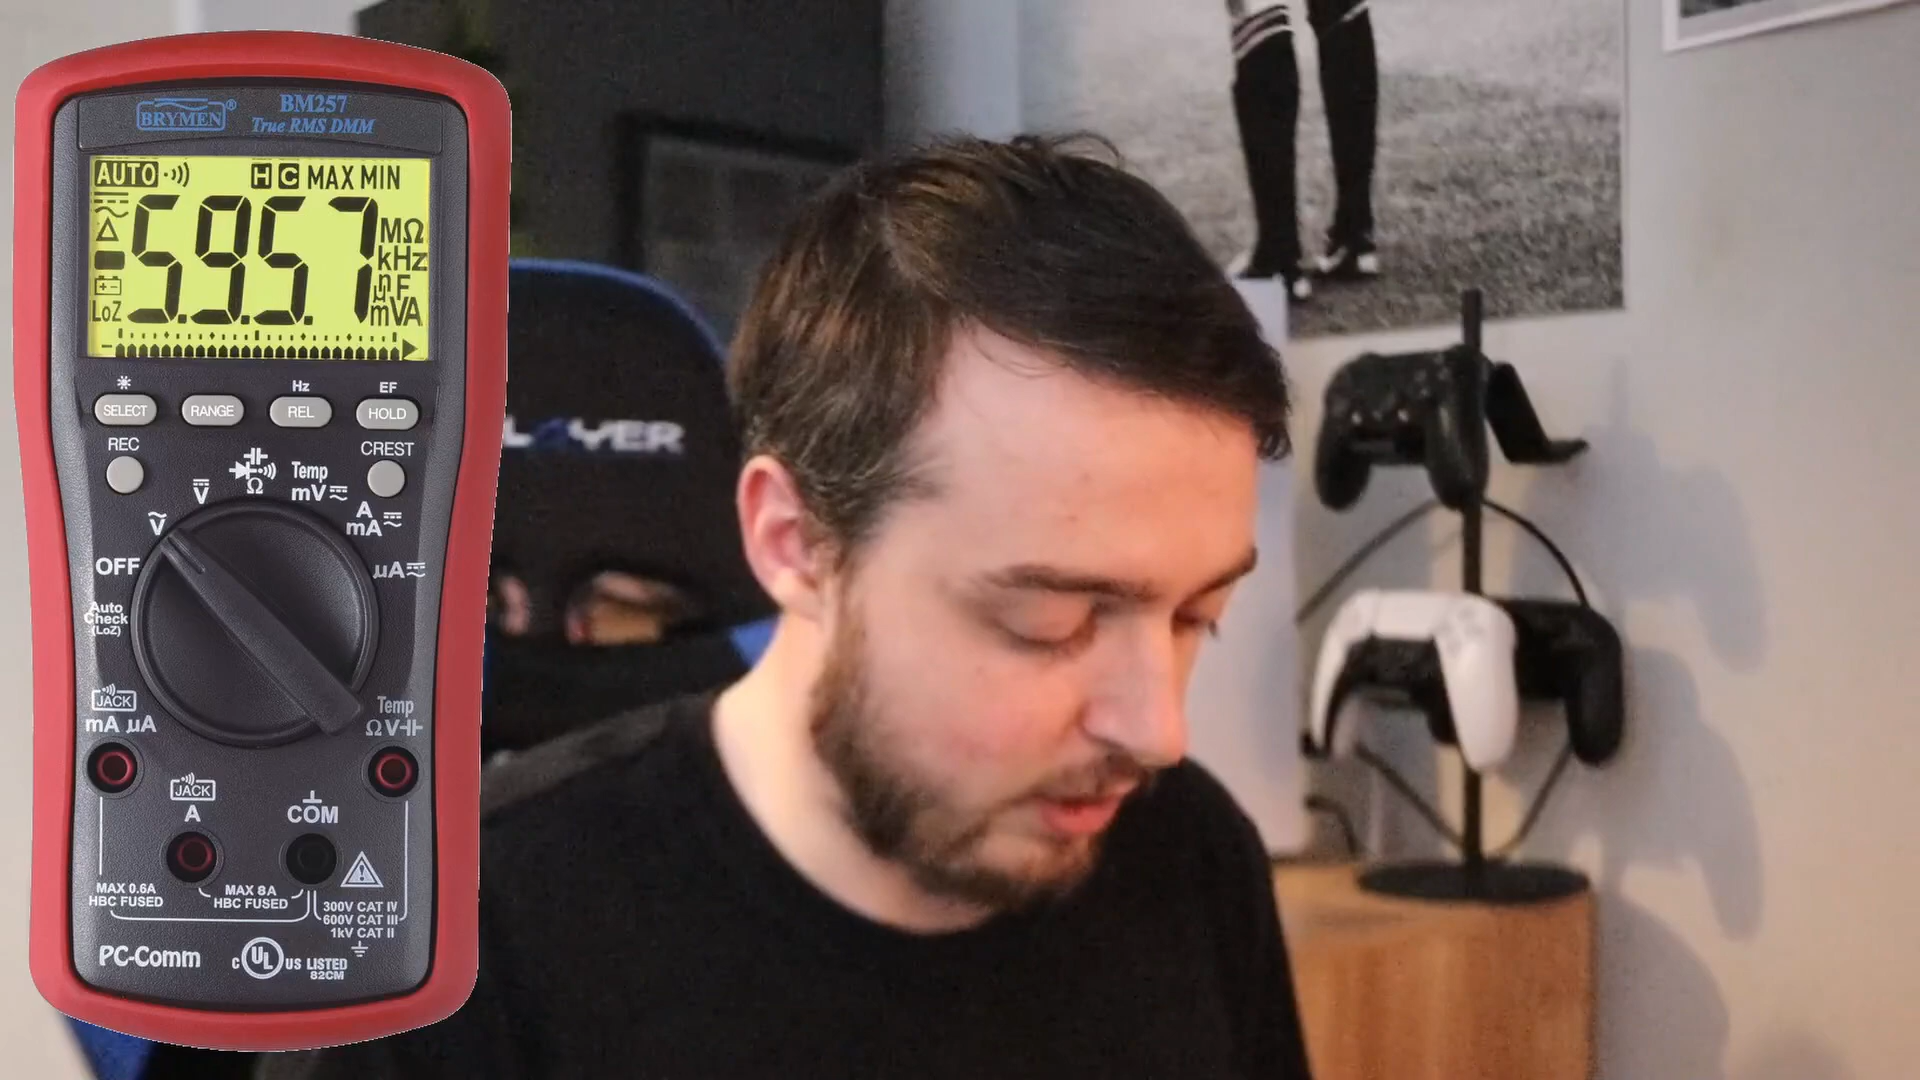 BRYMEN®
BM257
True RMS DMM
AUTO H C MAX MIN
5.9.5.7
MΩ
kHz
F
mVA
LoZ
Hz EF
SELECT RANGE REL HOLD
REC CREST
Temp
mV
Ω
V
A
mA
V
OFF
µA
Auto
Check
(LoZ)
JACK
mA µA
Temp
Ω V
JACK
A
COM
MAX 0.6A
HBC FUSED
MAX 8A
HBC FUSED
300V CAT IV
600V CAT III
1kV CAT II
PC-Comm
C UL US LISTED
82CM